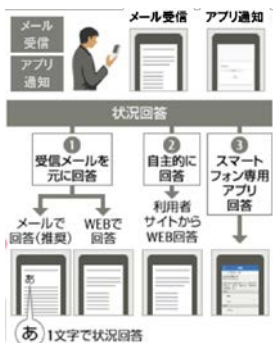 メール
受信
アプリ
通知
メール受信
アプリ通知
状況回答
1
受信メールを
元に回答
2
自主的に
回答
3
スマート
フォン専用
アプリ
回答
メールで
回答(推奨)
WEBで
回答
利用者
サイトから
WEB回答
あ
あ 1文字で状況回答